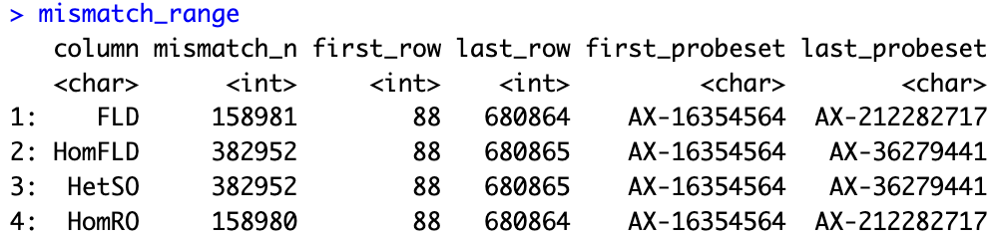 > mismatch_range
column mismatch_n first_row last_row first_probeset last_probeset
<char> <int> <int> <int> <char> <char>
1: FLD 158981 88 680864 AX-16354564 AX-212282717
2: HomFLD 382952 88 680865 AX-16354564 AX-36279441
3: HetSO 382952 88 680865 AX-16354564 AX-36279441
4: HomRO 158980 88 680864 AX-16354564 AX-212282717